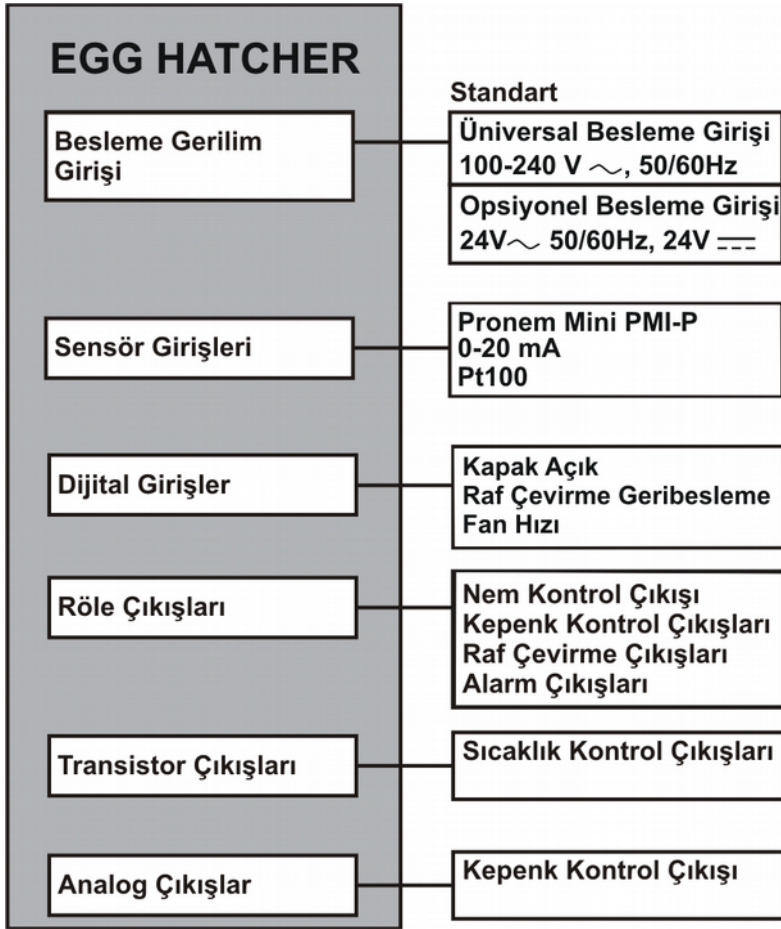 EGG HATCHER
Standart
Besleme Gerilim
Girişi
Üniversal Besleme Girişi
100-240 V ~, 50/60Hz
Opsiyonel Besleme Girişi
24V~ 50/60Hz, 24V ⎓
Sensör Girişleri
Pronem Mini PMI-P
0-20 mA
Pt100
Dijital Girişler
Kapak Açık
Raf Çevirme Geribesleme
Fan Hızı
Röle Çıkışları
Nem Kontrol Çıkışı
Kepenk Kontrol Çıkışları
Raf Çevirme Çıkışları
Alarm Çıkışları
Transistor Çıkışları
Sıcaklık Kontrol Çıkışları
Analog Çıkışlar
Kepenk Kontrol Çıkışı